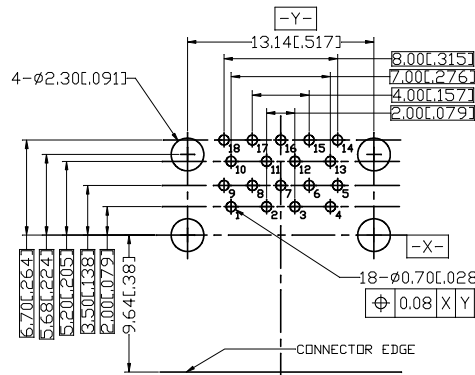 -Y-
13.14[.517]
8.00[.315]
7.00[.276]
4.00[.157]
2.00[.079]
4-ø2.30[.091]
18 17 16 15 14
10 11 12 13
9 8 7 6 5
1 2 3 4
-X-
6.70[.264]
5.68[.224]
5.20[.205]
3.50[.138]
2.00[.079]
9.64[.38]
18-ø0.70[.028
⌖ 0.08 X Y
CONNECTOR EDGE